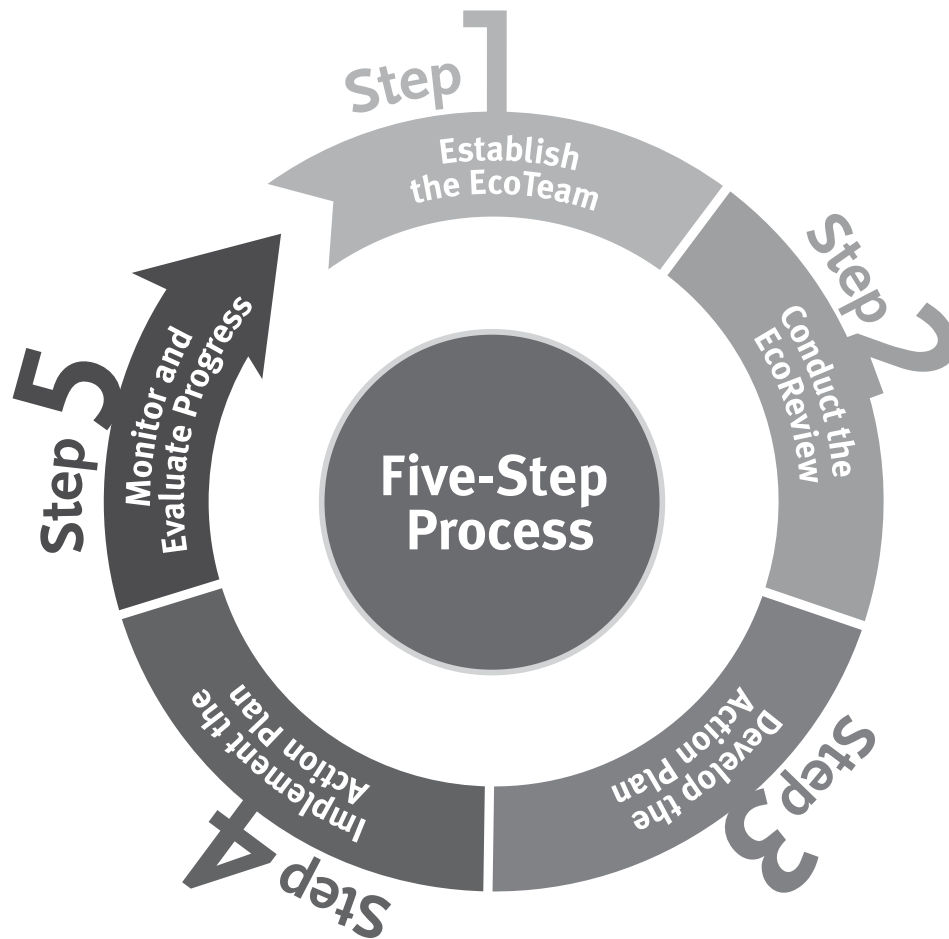 Step 1
Establish
the EcoTeam
Step 2
Conduct the
EcoReview
Step 3
Develop the
Action Plan
Step 4
Implement the
Action Plan
Step 5
Monitor and
Evaluate Progress
Five-Step
Process